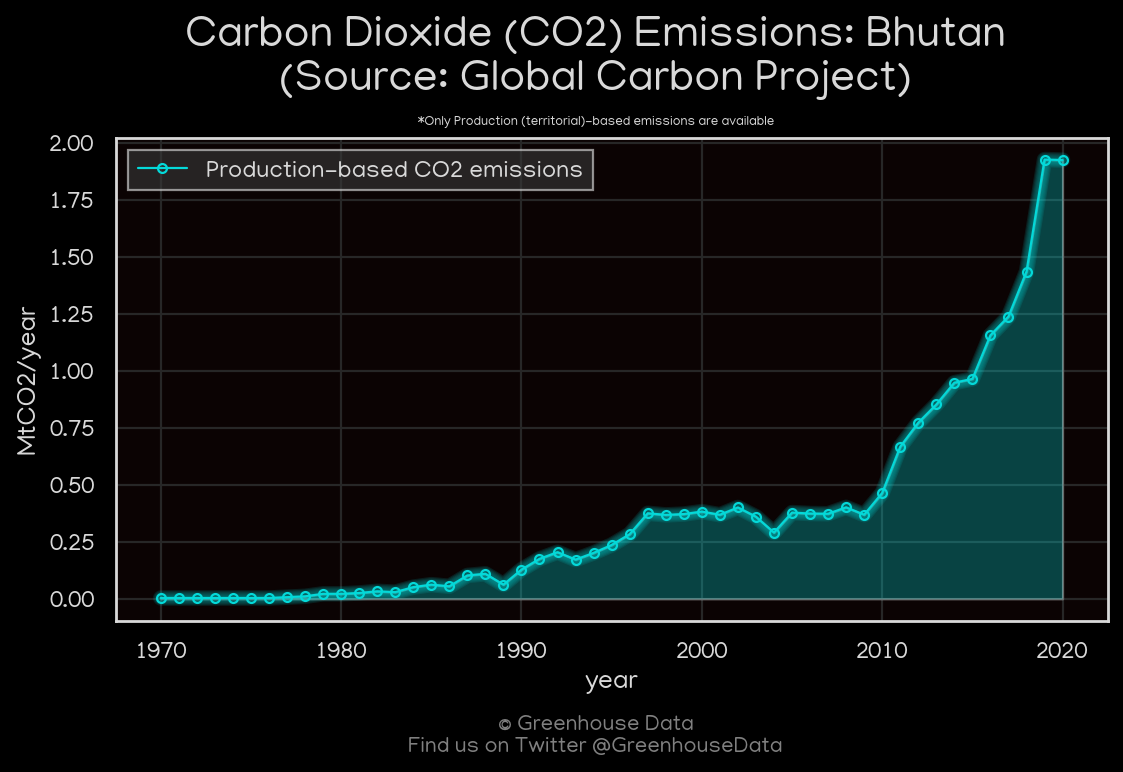 Carbon Dioxide (CO2) Emissions: Bhutan
(Source: Global Carbon Project)
*Only Production (territorial)-based emissions are available
Production-based CO2 emissions
2.00
1.75
1.50
1.25
1.00
0.75
0.50
0.25
0.00
MtCO2/year
1970 1980 1990 2000 2010 2020
year
© Greenhouse Data
Find us on Twitter @GreenhouseData